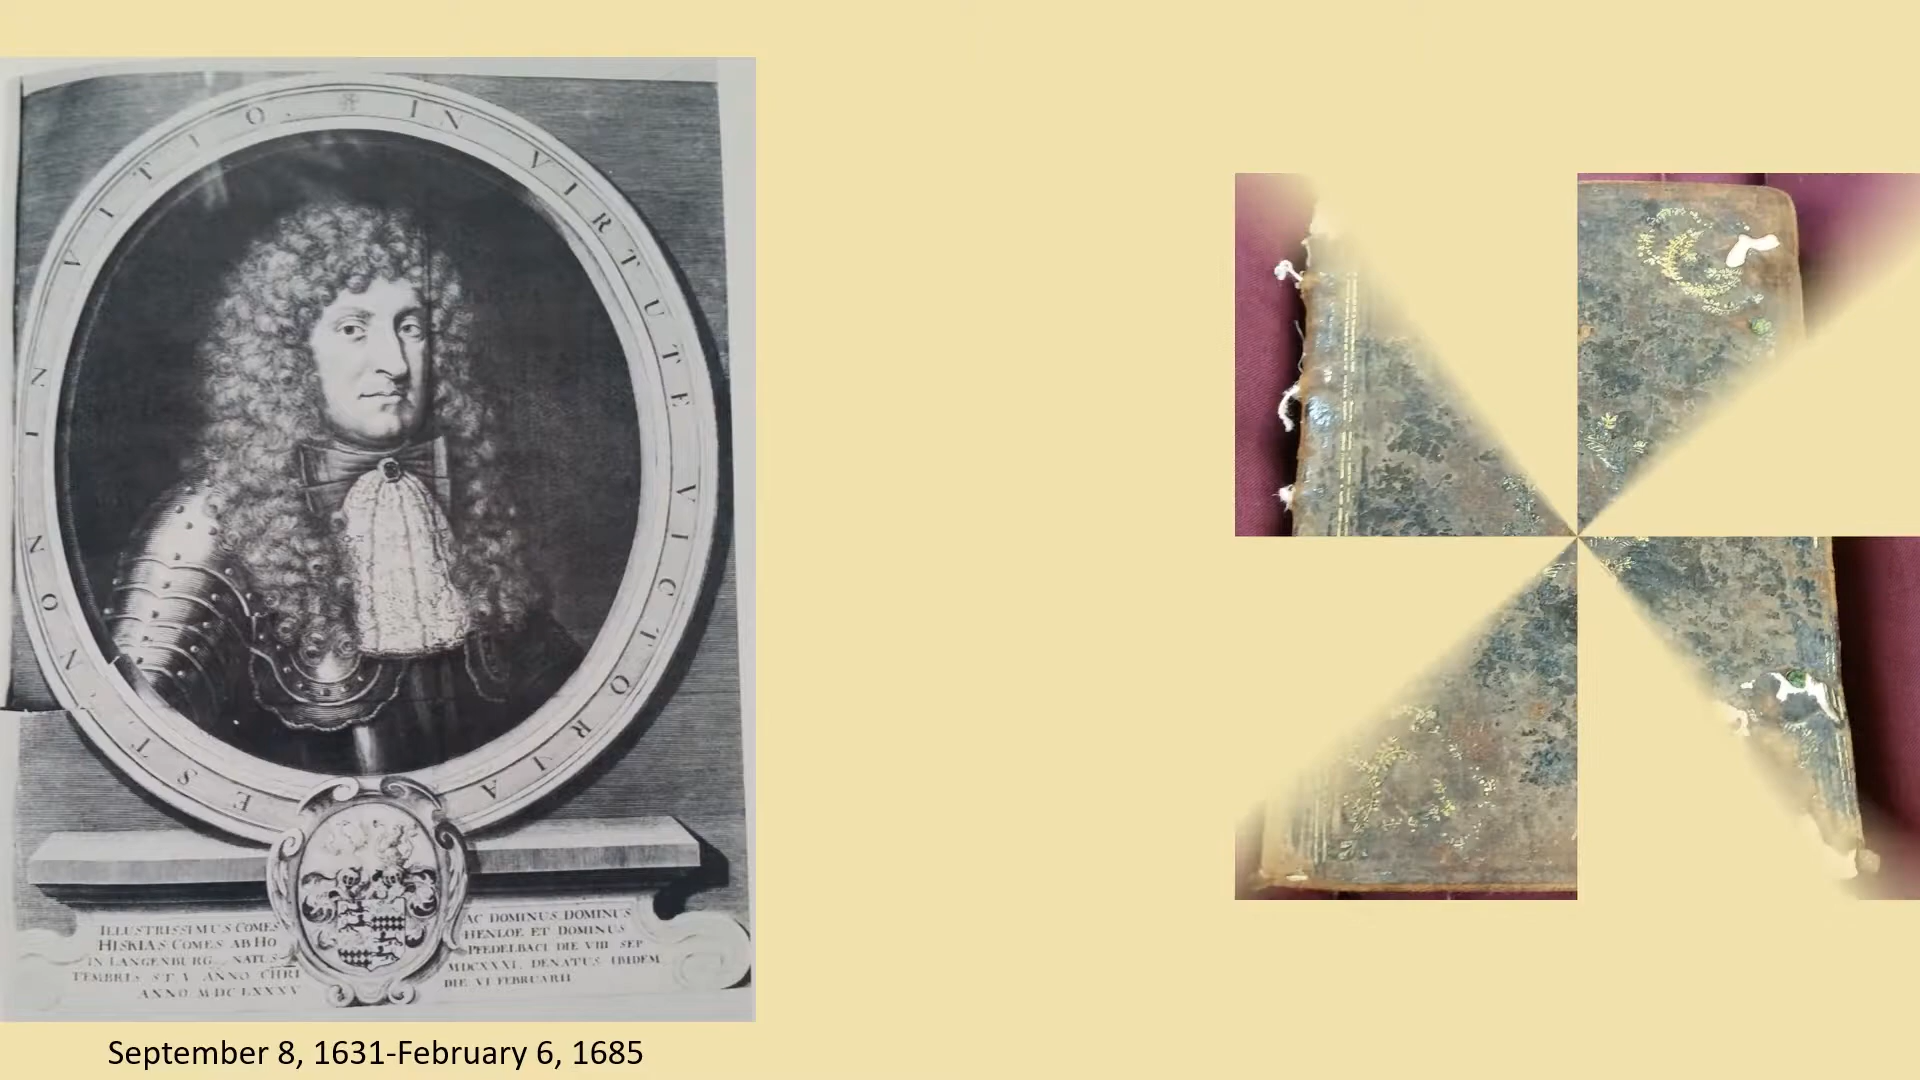 IN VIRTUTE VICTORIA EST NON IN VITIO.
ILLUSTRISSIMUS COMES AC DOMINUS, DOMINUS
HISKIAS COMES AB HOHENLOE ET DOMINUS
IN LANGENBURG. NATUS PFEDELBACI DIE VIII SEP
TEMBRIS ST V ANNO CHRI MDCXXXI. DENATUS IBIDEM
ANNO MDCLXXXV DIE VI FEBRUARII
September 8, 1631-February 6, 1685